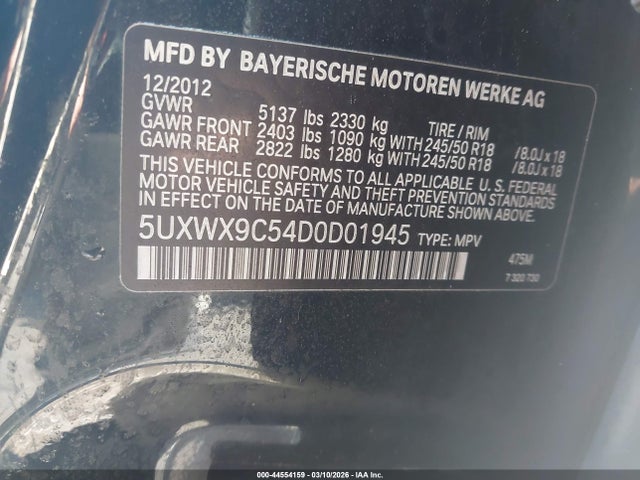 MFD BY BAYERISCHE MOTOREN WERKE AG
12/2012
GVWR 5137 lbs 2330 kg TIRE / RIM
GAWR FRONT 2403 lbs 1090 kg WITH 245/50 R18 /8.0J x 18
GAWR REAR 2822 lbs 1280 kg WITH 245/50 R18 /8.0J x 18
THIS VEHICLE CONFORMS TO ALL APPLICABLE U. S. FEDERAL
MOTOR VEHICLE SAFETY AND THEFT PREVENTION STANDARDS
IN EFFECT ON THE DATE OF MANUFACTURE SHOWN ABOVE.
5UXWX9C54D0D01945 TYPE: MPV
475M
7 320 730
000-44554159 - 03/10/2026 - IAA Inc.